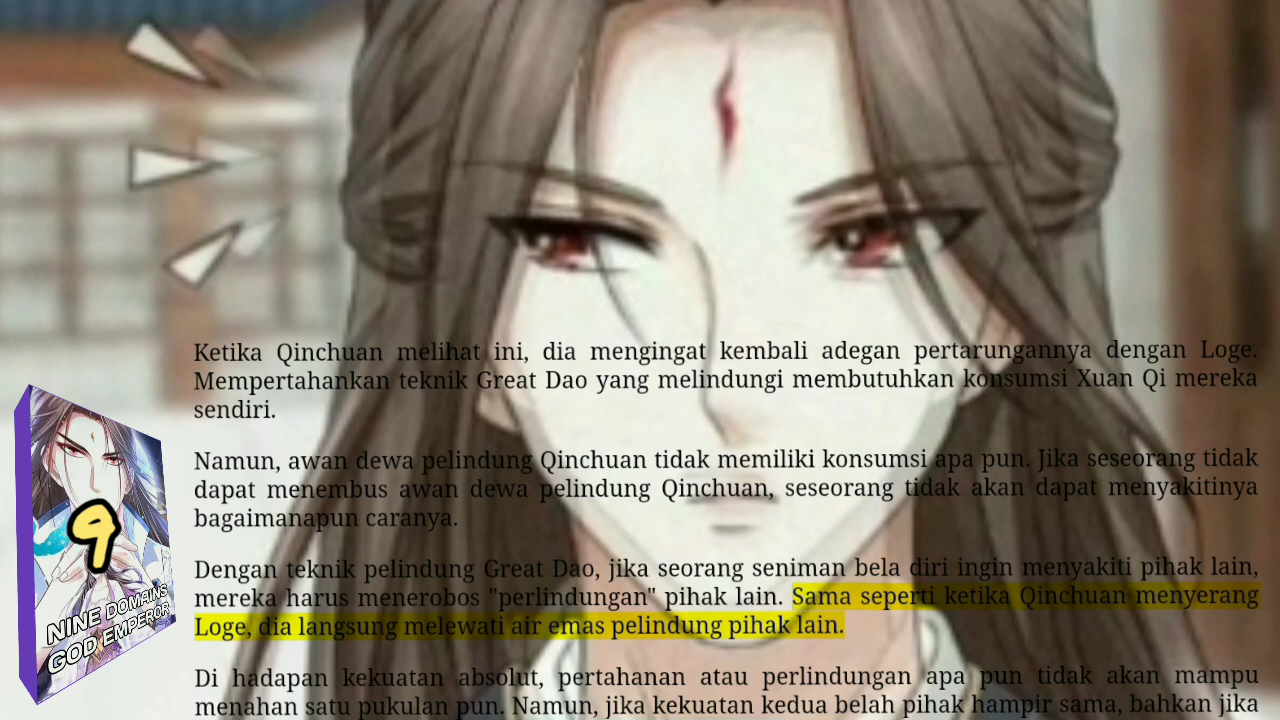 Ketika Qinchuan melihat ini, dia mengingat kembali adegan pertarungannya dengan Loge.
Mempertahankan teknik Great Dao yang melindungi membutuhkan konsumsi Xuan Qi mereka
sendiri.
Namun, awan dewa pelindung Qinchuan tidak memiliki konsumsi apa pun. Jika seseorang tidak
dapat menembus awan dewa pelindung Qinchuan, seseorang tidak akan dapat menyakitinya
bagaimanapun caranya.
Dengan teknik pelindung Great Dao, jika seorang seniman bela diri ingin menyakiti pihak lain,
mereka harus menerobos "perlindungan" pihak lain. Sama seperti ketika Qinchuan menyerang
Loge, dia langsung melewati air emas pelindung pihak lain.
Di hadapan kekuatan absolut, pertahanan atau perlindungan apa pun tidak akan mampu
menahan satu pukulan pun. Namun, jika kekuatan kedua belah pihak hampir sama, bahkan jika
9
NINE DOMAINS
GOD EMPEROR